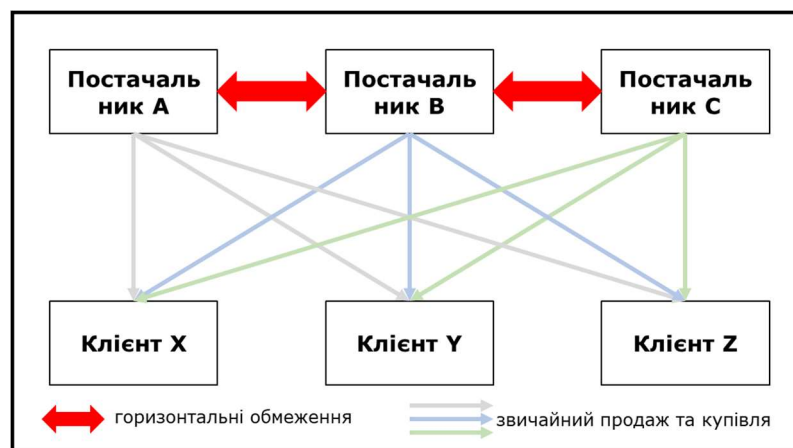 Постачаль
ник A
Постачаль
ник B
Постачаль
ник C
Клієнт X
Клієнт Y
Клієнт Z
горизонтальні обмеження
звичайний продаж та купівля